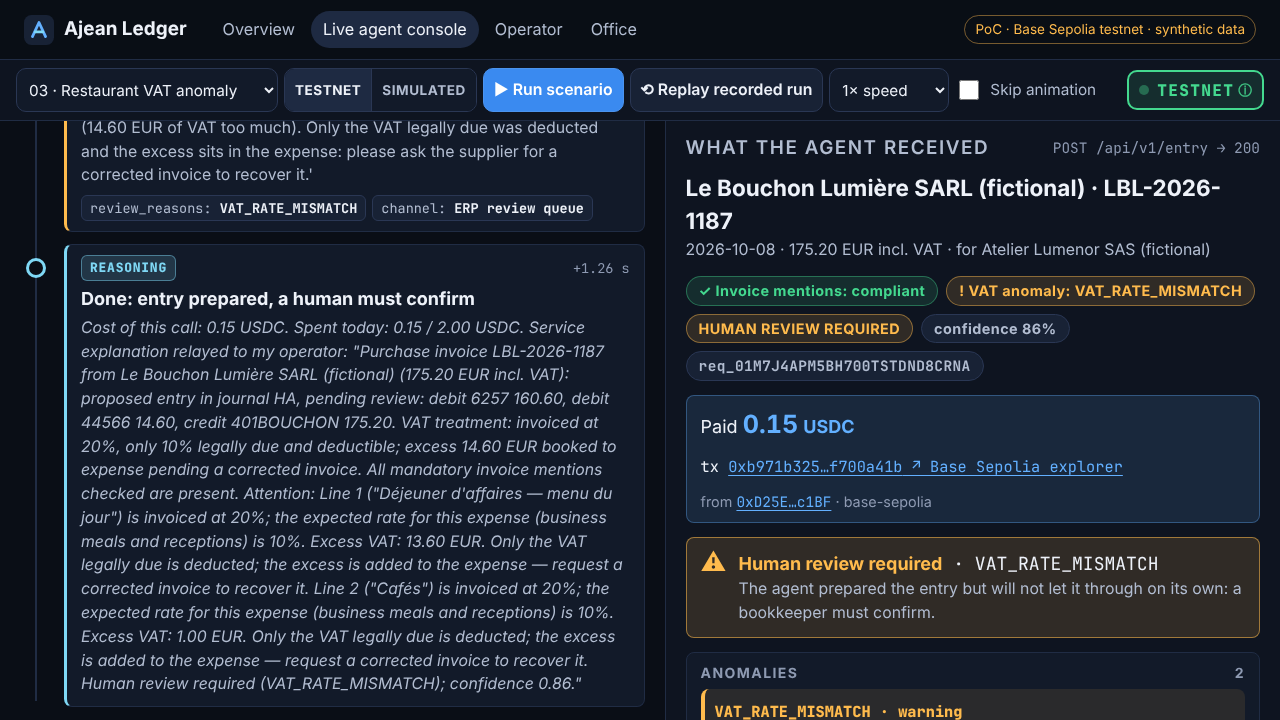 Ajean Ledger
Overview
Live agent console
Operator
Office
PoC · Base Sepolia testnet · synthetic data
03 · Restaurant VAT anomaly
TESTNET
SIMULATED
▶ Run scenario
⟲ Replay recorded run
1× speed
Skip animation
TESTNET ⓘ
(14.60 EUR of VAT too much). Only the VAT legally due was deducted
and the excess sits in the expense: please ask the supplier for a
corrected invoice to recover it.'
review_reasons: VAT_RATE_MISMATCH
channel: ERP review queue
REASONING
+1.26 s
Done: entry prepared, a human must confirm
Cost of this call: 0.15 USDC. Spent today: 0.15 / 2.00 USDC. Service
explanation relayed to my operator: "Purchase invoice LBL-2026-1187
from Le Bouchon Lumière SARL (fictional) (175.20 EUR incl. VAT):
proposed entry in journal HA, pending review: debit 6257 160.60, debit
44566 14.60, credit 401BOUCHON 175.20. VAT treatment: invoiced at
20%, only 10% legally due and deductible; excess 14.60 EUR booked to
expense pending a corrected invoice. All mandatory invoice mentions
checked are present. Attention: Line 1 ("Déjeuner d'affaires — menu du
jour") is invoiced at 20%; the expected rate for this expense (business
meals and receptions) is 10%. Excess VAT: 13.60 EUR. Only the VAT
legally due is deducted; the excess is added to the expense — request a
corrected invoice to recover it. Line 2 ("Cafés") is invoiced at 20%; the
expected rate for this expense (business meals and receptions) is 10%.
Excess VAT: 1.00 EUR. Only the VAT legally due is deducted; the excess
is added to the expense — request a corrected invoice to recover it.
Human review required (VAT_RATE_MISMATCH); confidence 0.86."
WHAT THE AGENT RECEIVED
POST /api/v1/entry → 200
Le Bouchon Lumière SARL (fictional) · LBL-2026-
1187
2026-10-08 · 175.20 EUR incl. VAT · for Atelier Lumenor SAS (fictional)
✓ Invoice mentions: compliant
! VAT anomaly: VAT_RATE_MISMATCH
HUMAN REVIEW REQUIRED
confidence 86%
req_01M7J4APM5BH700TSTDND8CRNA
Paid 0.15 USDC
tx 0xb971b325…f700a41b ↗ Base Sepolia explorer
from 0xD25E…c1BF · base-sepolia
Human review required · VAT_RATE_MISMATCH
The agent prepared the entry but will not let it through on its own: a
bookkeeper must confirm.
ANOMALIES
2
VAT_RATE_MISMATCH · warning